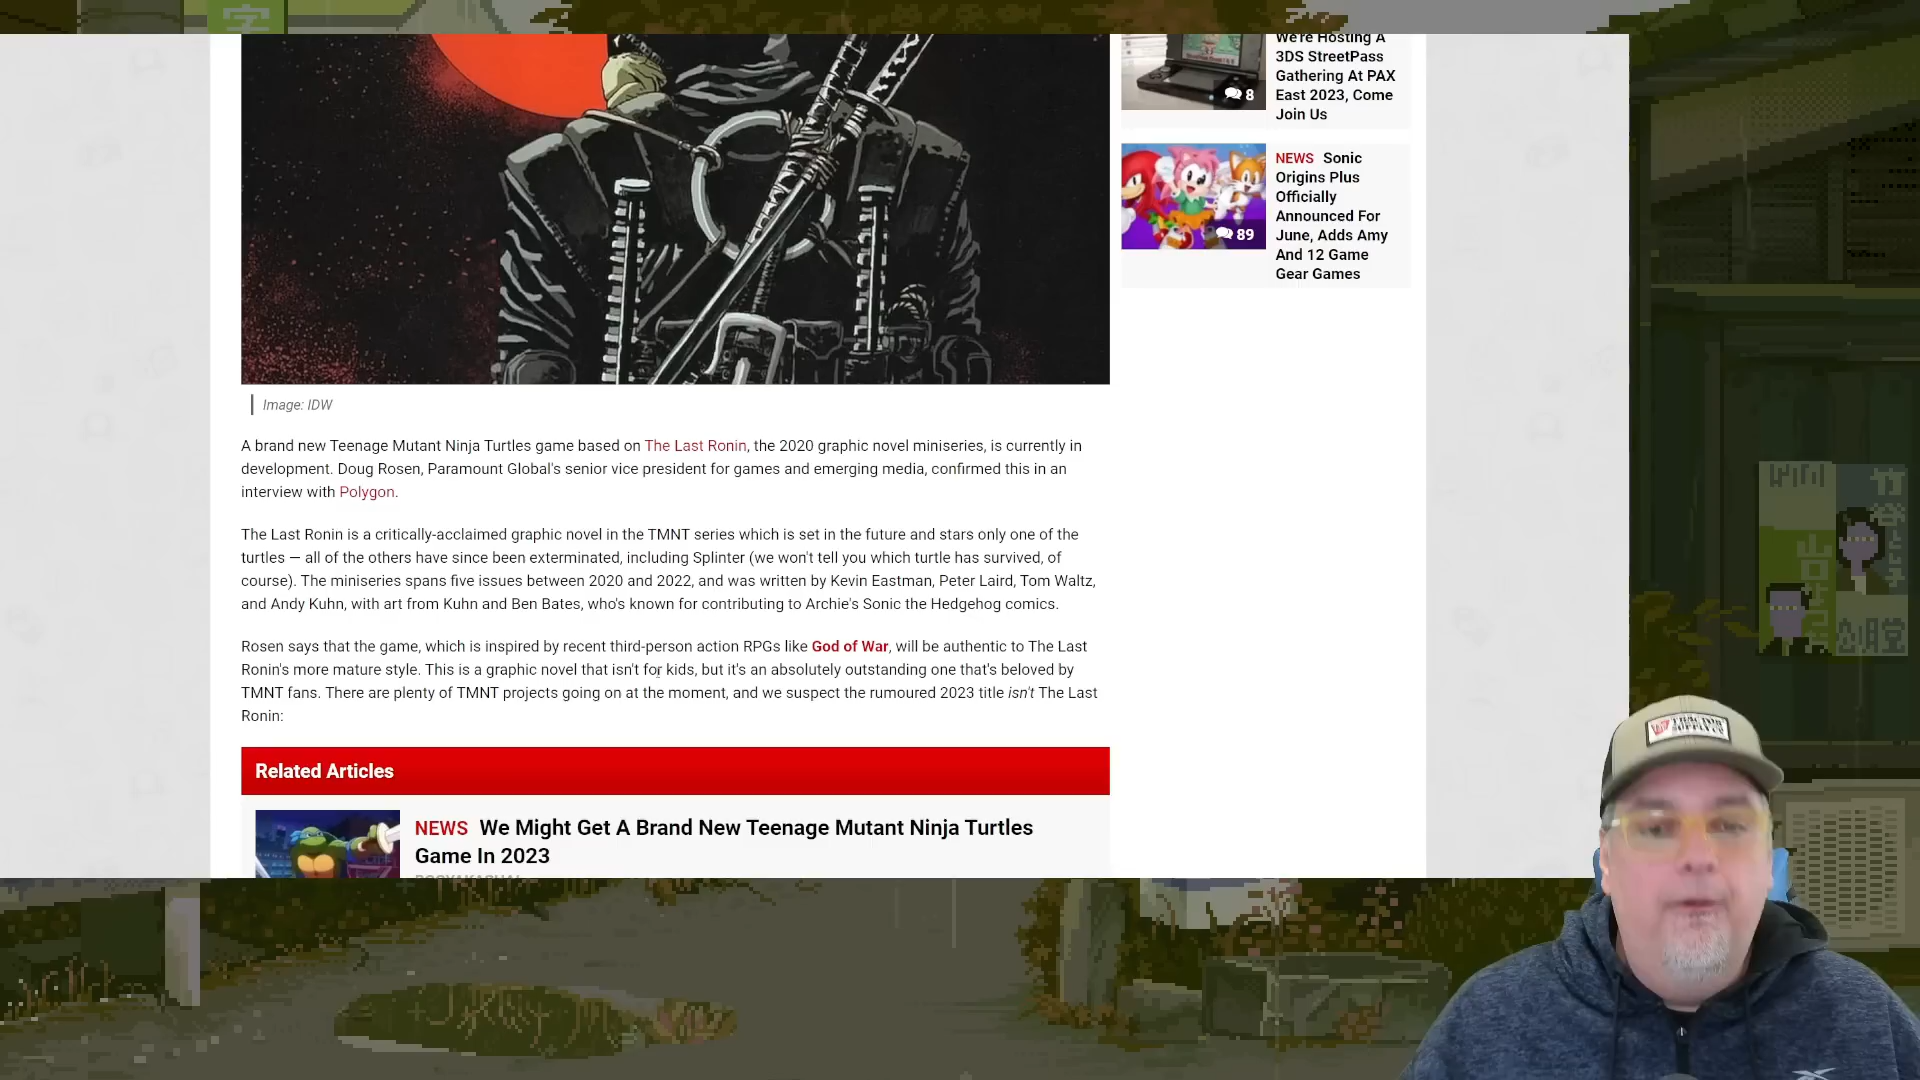 字
We're Hosting A
3DS StreetPass
Gathering At PAX
East 2023, Come
Join Us
8
NEWS Sonic
Origins Plus
Officially
Announced For
June, Adds Amy
And 12 Game
Gear Games
89
Image: IDW
A brand new Teenage Mutant Ninja Turtles game based on The Last Ronin, the 2020 graphic novel miniseries, is currently in
development. Doug Rosen, Paramount Global's senior vice president for games and emerging media, confirmed this in an
interview with Polygon.
The Last Ronin is a critically-acclaimed graphic novel in the TMNT series which is set in the future and stars only one of the
turtles — all of the others have since been exterminated, including Splinter (we won't tell you which turtle has survived, of
course). The miniseries spans five issues between 2020 and 2022, and was written by Kevin Eastman, Peter Laird, Tom Waltz,
and Andy Kuhn, with art from Kuhn and Ben Bates, who's known for contributing to Archie's Sonic the Hedgehog comics.
Rosen says that the game, which is inspired by recent third-person action RPGs like God of War, will be authentic to The Last
Ronin's more mature style. This is a graphic novel that isn't for kids, but it's an absolutely outstanding one that's beloved by
TMNT fans. There are plenty of TMNT projects going on at the moment, and we suspect the rumoured 2023 title isn't The Last
Ronin:
Related Articles
NEWS We Might Get A Brand New Teenage Mutant Ninja Turtles
Game In 2023
TRACTOR
SUPPLY CO